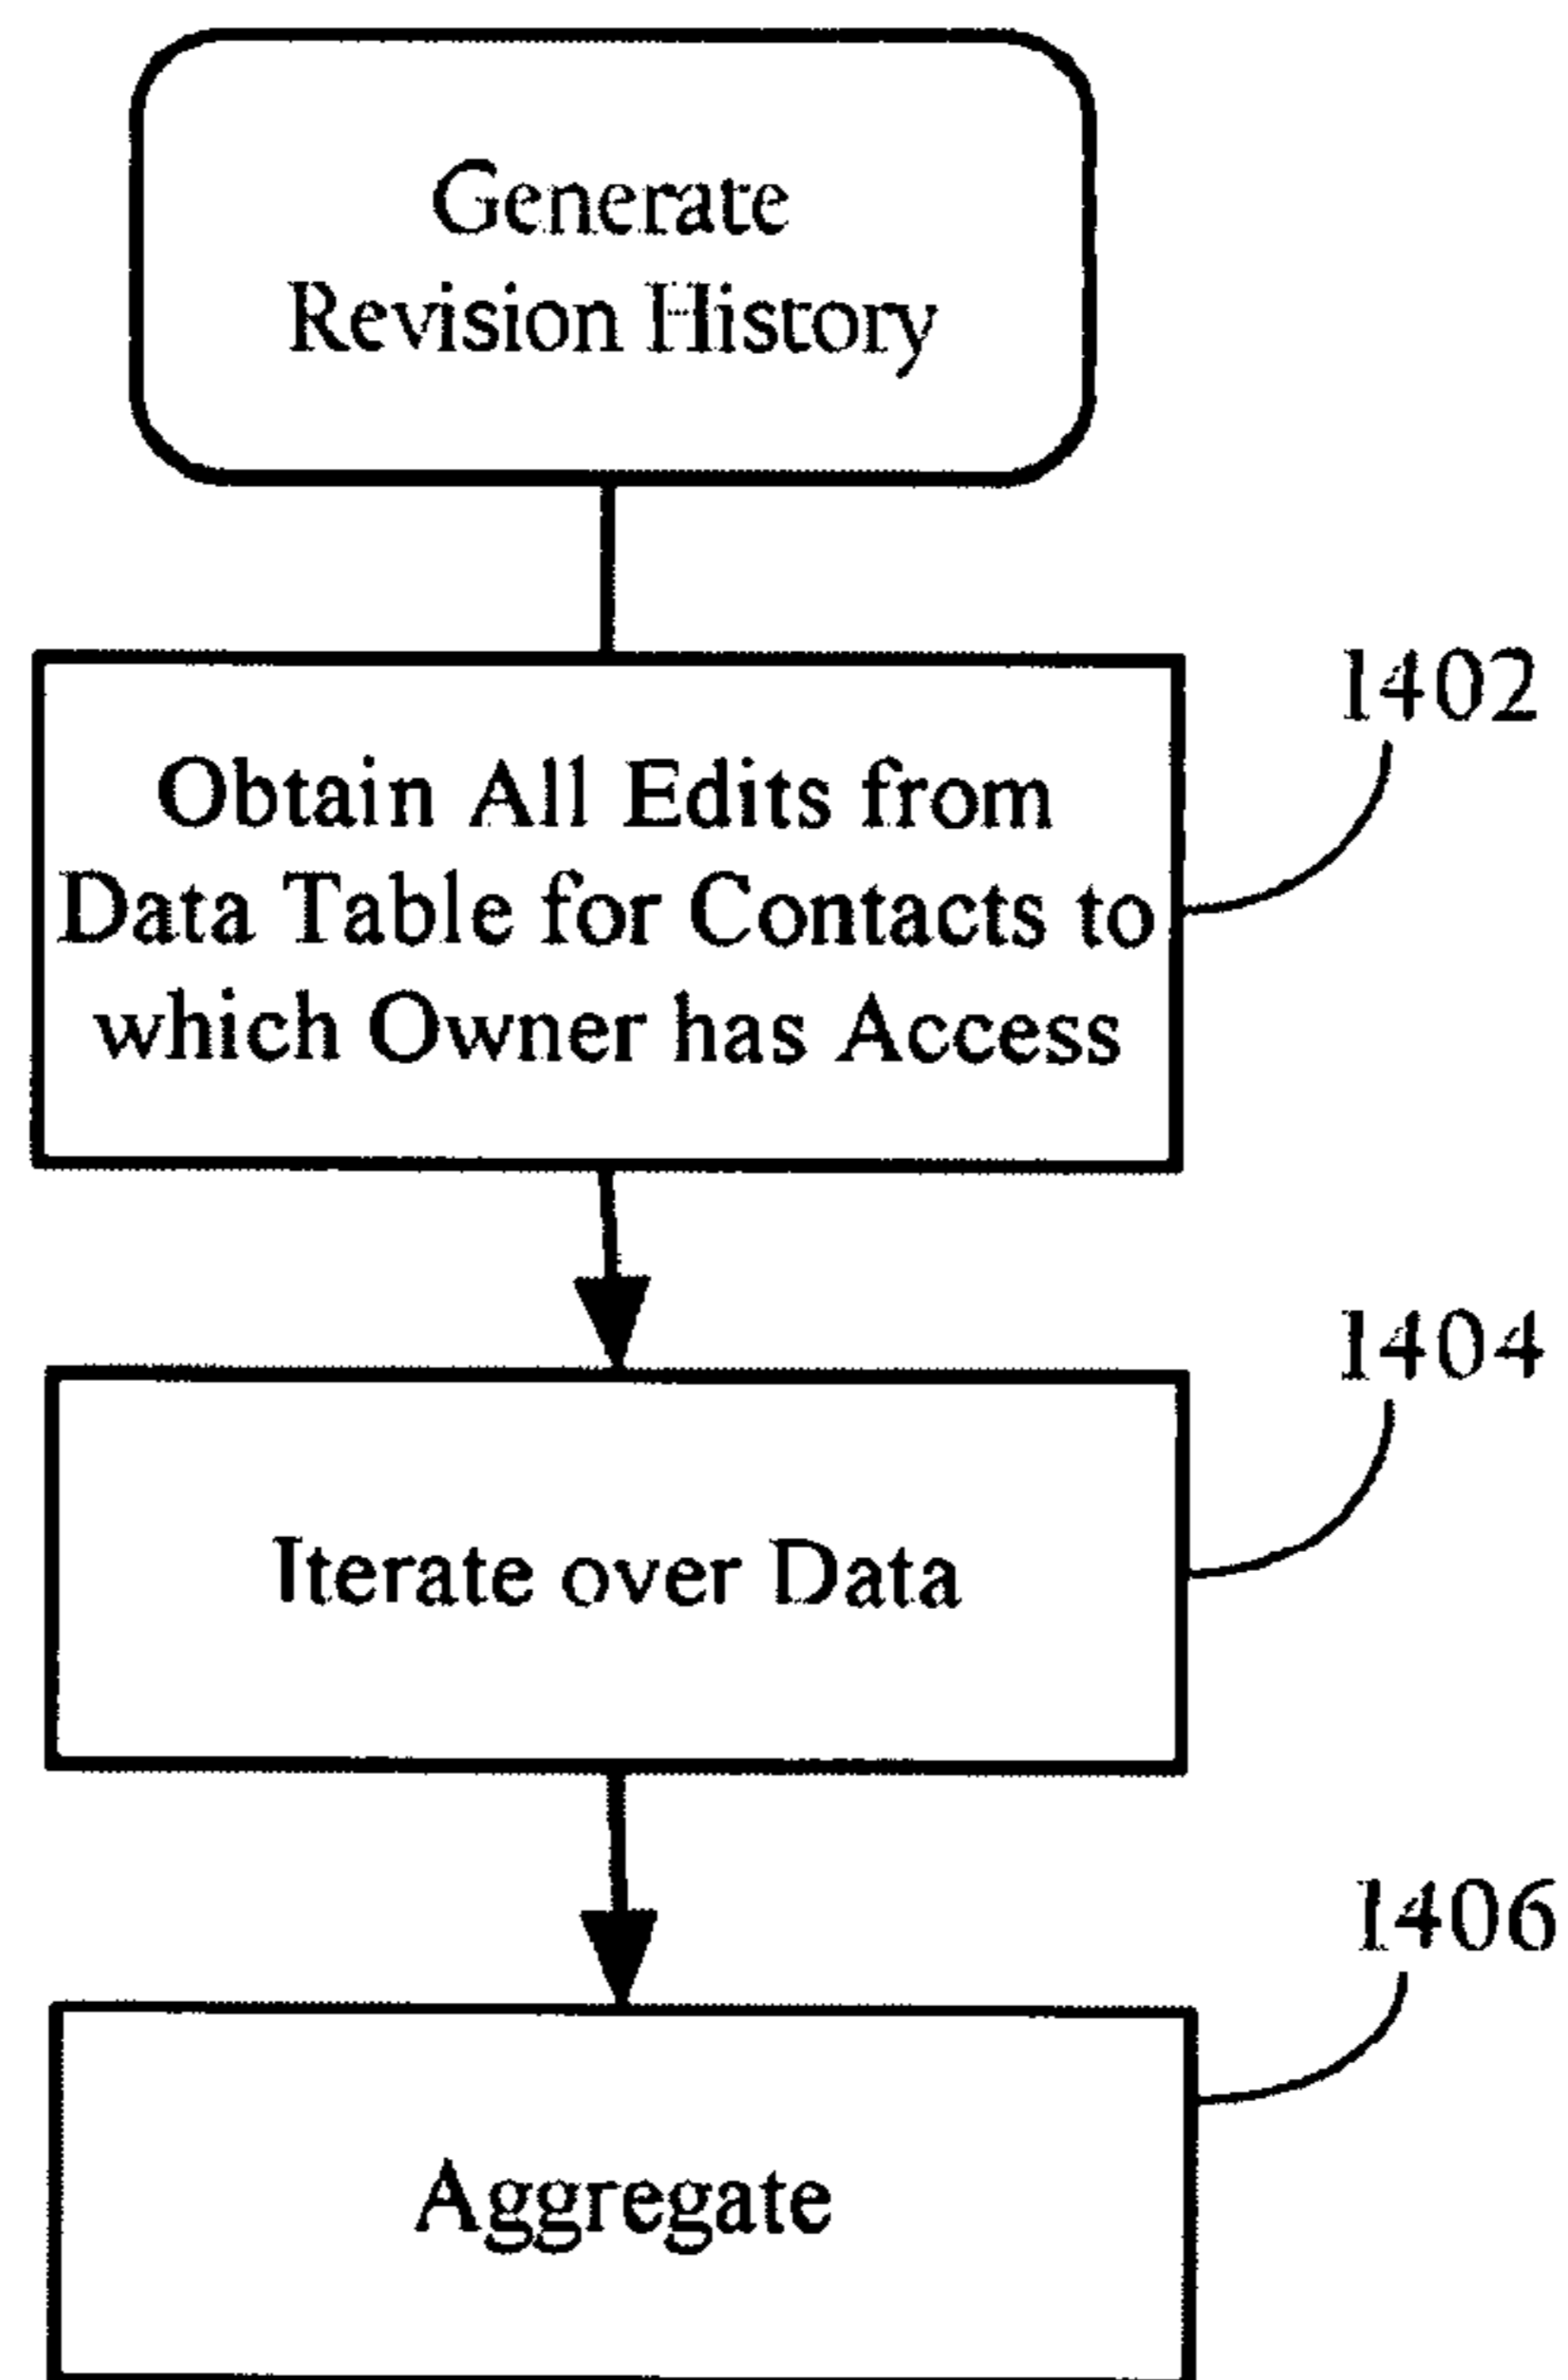 Generate
Revision History
1402
Obtain All Edits from
Data Table for Contacts to
which Owner has Access
1404
Iterate over Data
1406
Aggregate